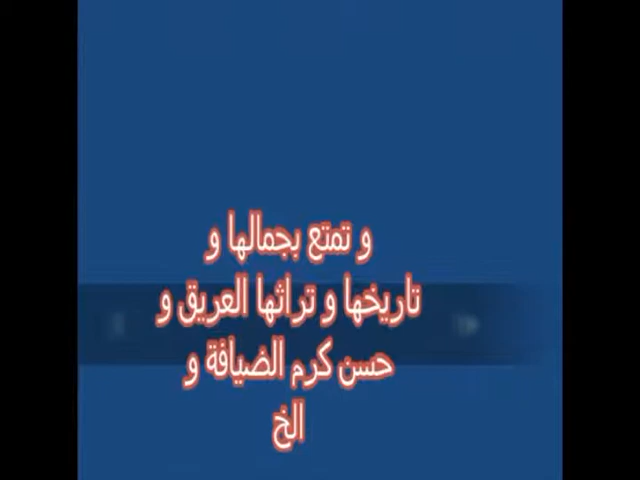 و تمتع بجمالها و
تاريخها و تراثها العريق و
حسن كرم الضيافة و
الخ